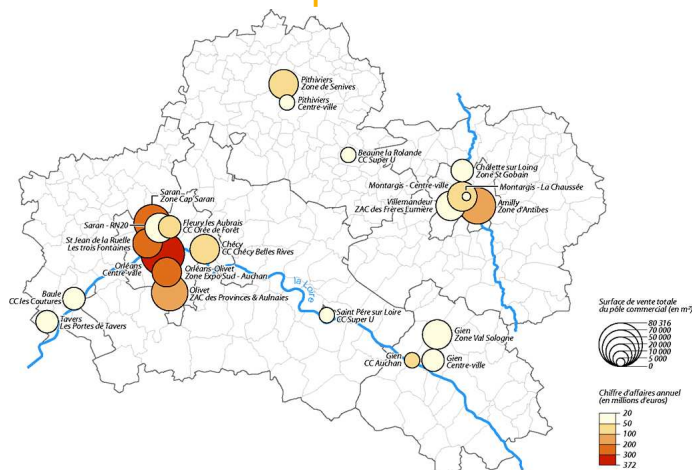 Pithiviers
Zone de Senives
Pithiviers
Centre-ville
Beaune la Rolande
CC Super U
Châlette sur Loing
Zone St Gobain
Montargis - Centre-ville
Montargis - La Chaussée
Villemandeur
ZAC des Frères Lumière
Amilly
Zone d'Antibes
Saran
Zone Cap Saran
Saran - RN20
Fleury les Aubrais
CC Orée de Forêt
St Jean de la Ruelle
Les trois Fontaines
Chécy
CC Chécy Belles Rives
Orléans
Centre-ville
Orléans-Olivet
Zone Expo Sud - Auchan
Olivet
ZAC des Provinces & Aulnaies
Baule
CC les Coutures
Tavers
Les Portes de Tavers
la Loire
Saint Père sur Loire
CC Super U
Gien
Zone Val Sologne
Gien
CC Auchan
Gien
Centre-ville
Surface de vente totale
du pôle commercial (en m²)
80 316
70 000
50 000
20 000
10 000
5 000
0
Chiffre d'affaires annuel
(en millions d'euros)
20
50
100
200
300
372